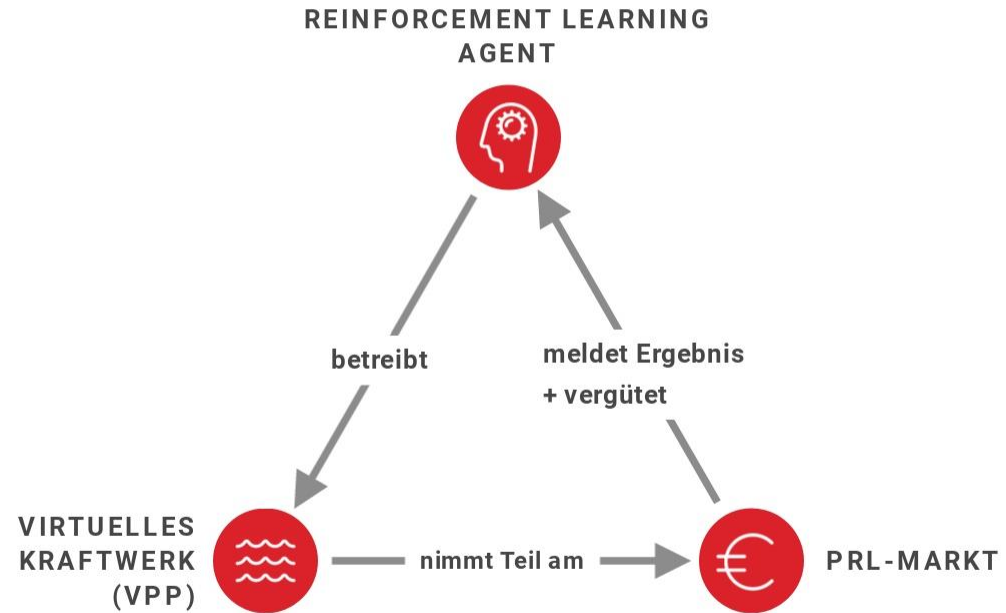 REINFORCEMENT LEARNING
AGENT
betreibt
meldet Ergebnis
+ vergütet
VIRTUELLES
KRAFTWERK
(VPP)
nimmt Teil am
€
PRL-MARKT